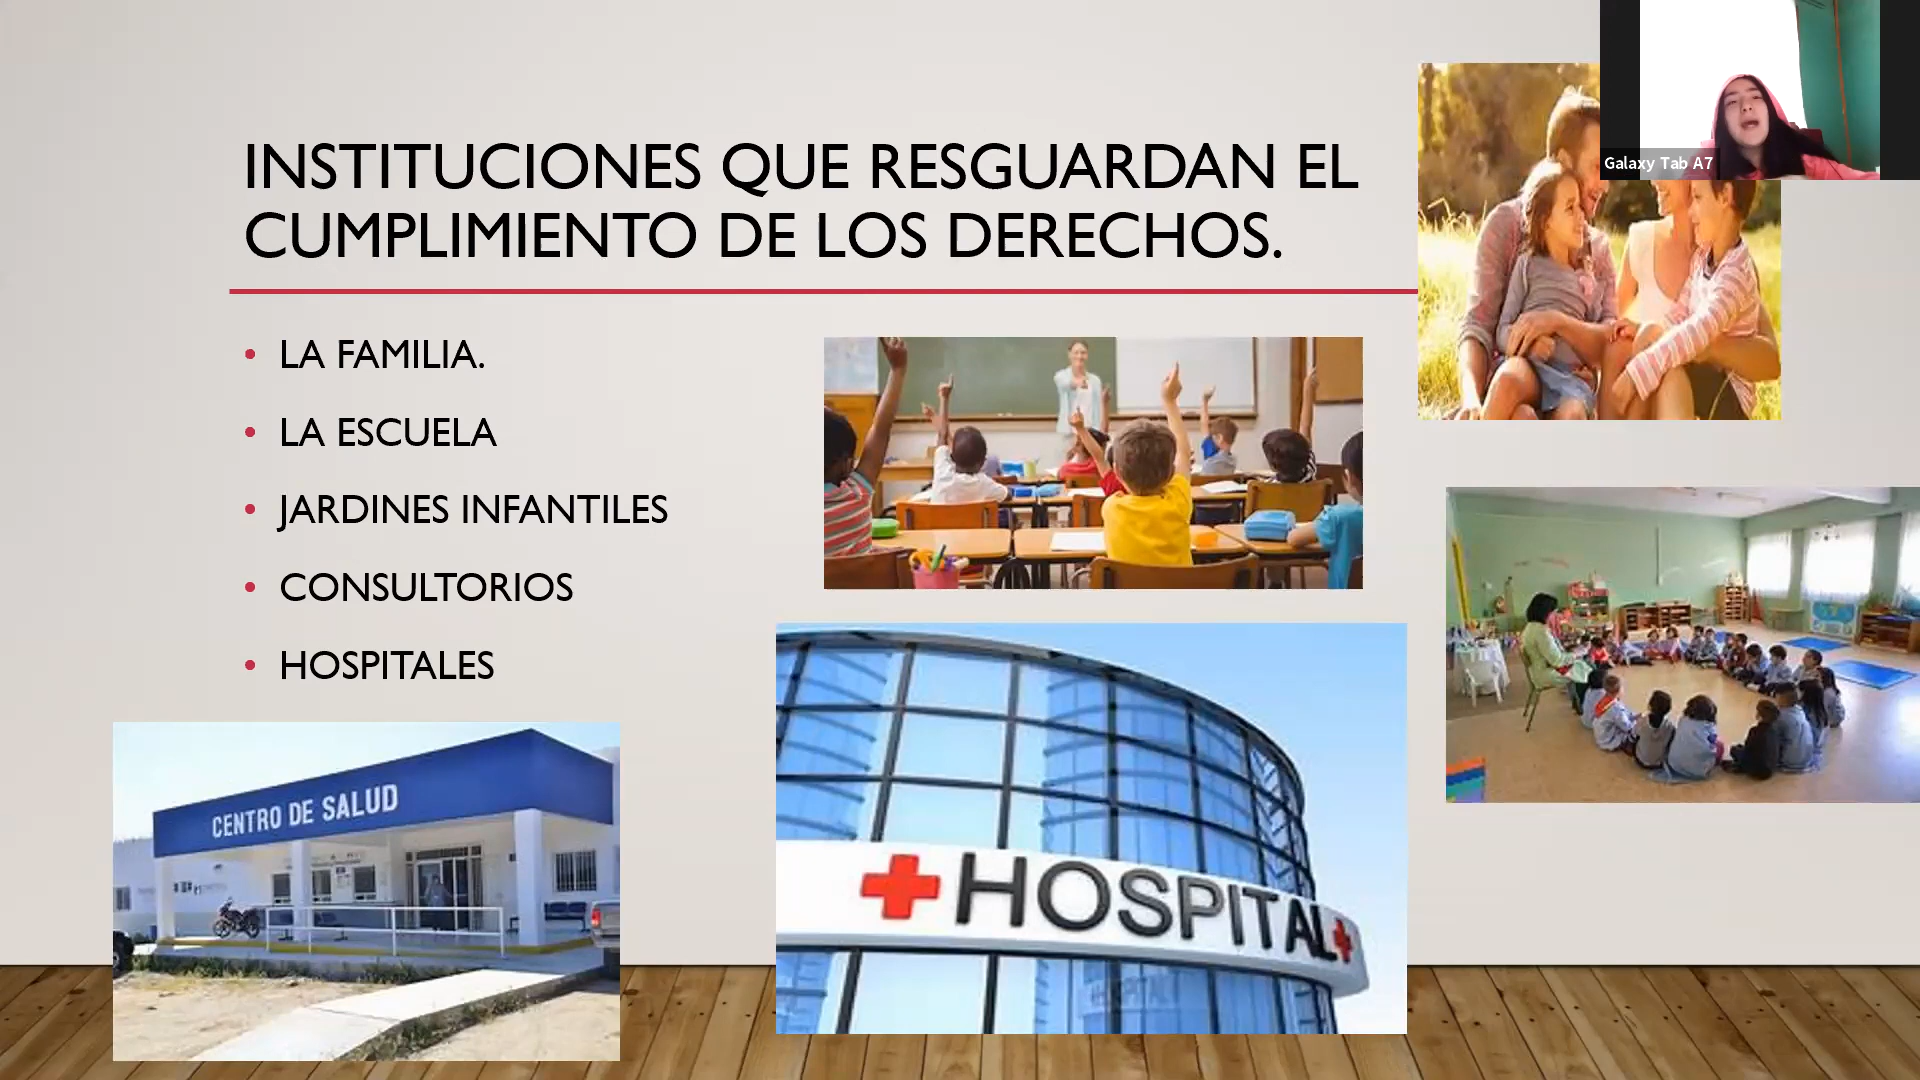 INSTITUCIONES QUE RESGUARDAN EL
CUMPLIMIENTO DE LOS DERECHOS.
Galaxy Tab A7
• LA FAMILIA.
• LA ESCUELA
• JARDINES INFANTILES
• CONSULTORIOS
• HOSPITALES
CENTRO DE SALUD
HOSPITAL